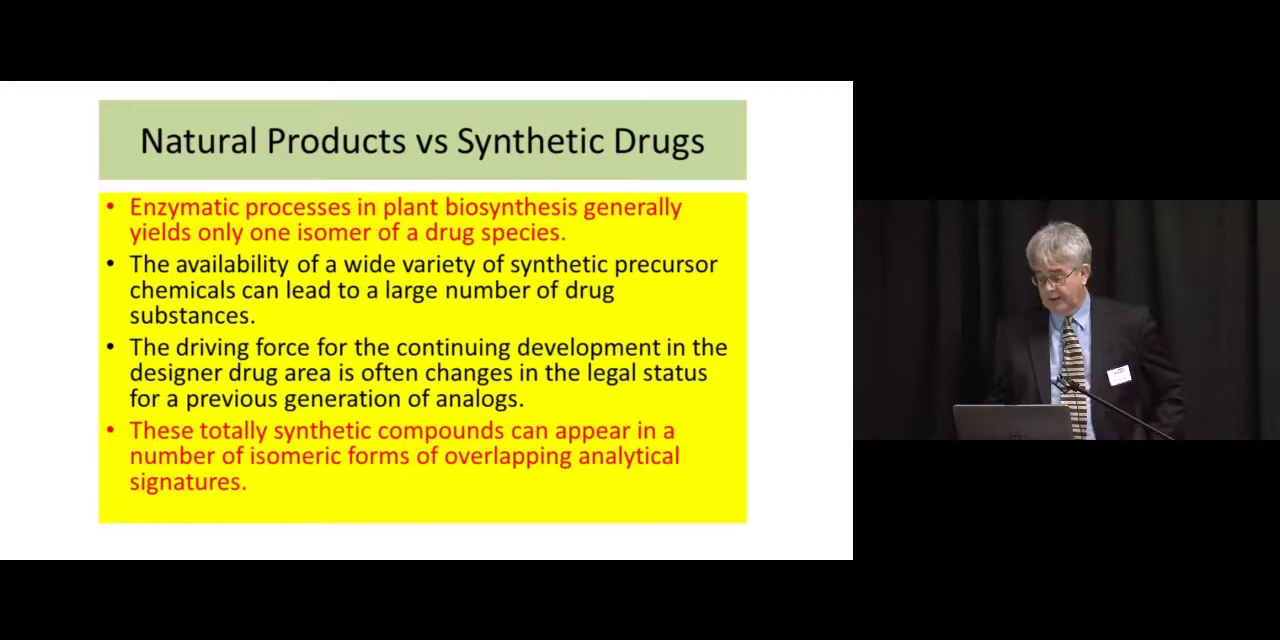 Natural Products vs Synthetic Drugs
• Enzymatic processes in plant biosynthesis generally
yields only one isomer of a drug species.
• The availability of a wide variety of synthetic precursor
chemicals can lead to a large number of drug
substances.
• The driving force for the continuing development in the
designer drug area is often changes in the legal status
for a previous generation of analogs.
• These totally synthetic compounds can appear in a
number of isomeric forms of overlapping analytical
signatures.